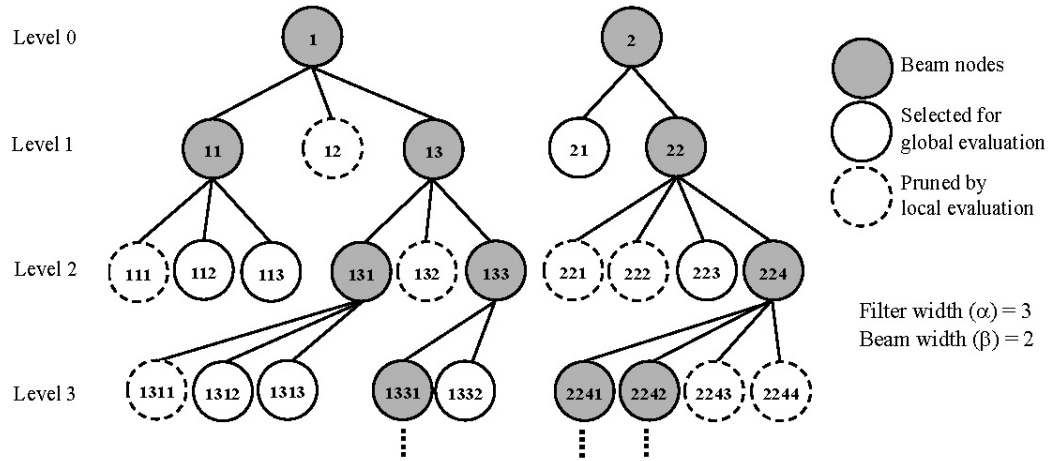 Level 0
1
2
Beam nodes
Selected for
global evaluation
Level 1
11
12
13
21
22
Pruned by
local evaluation
Level 2
111
112
113
131
132
133
221
222
223
224
Filter width (α) = 3
Beam width (β) = 2
Level 3
1311
1312
1313
1331
1332
2241
2242
2243
2244